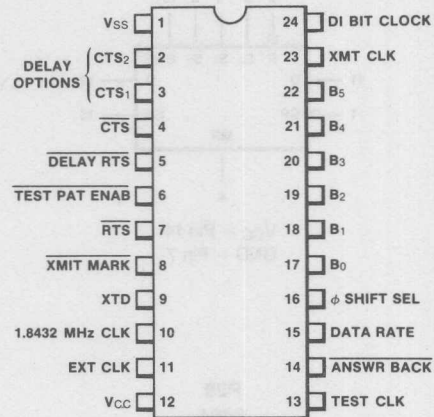 VSS 1
DELAY OPTIONS
CTS2 2
CTS1 3
CTS 4
DELAY RTS 5
TEST PAT ENAB 6
RTS 7
XMIT MARK 8
XTD 9
1.8432 MHz CLK 10
EXT CLK 11
VCC 12
24 DI BIT CLOCK
23 XMT CLK
22 B5
21 B4
20 B3
19 B2
18 B1
17 B0
16 φ SHIFT SEL
15 DATA RATE
14 ANSWR BACK
13 TEST CLK